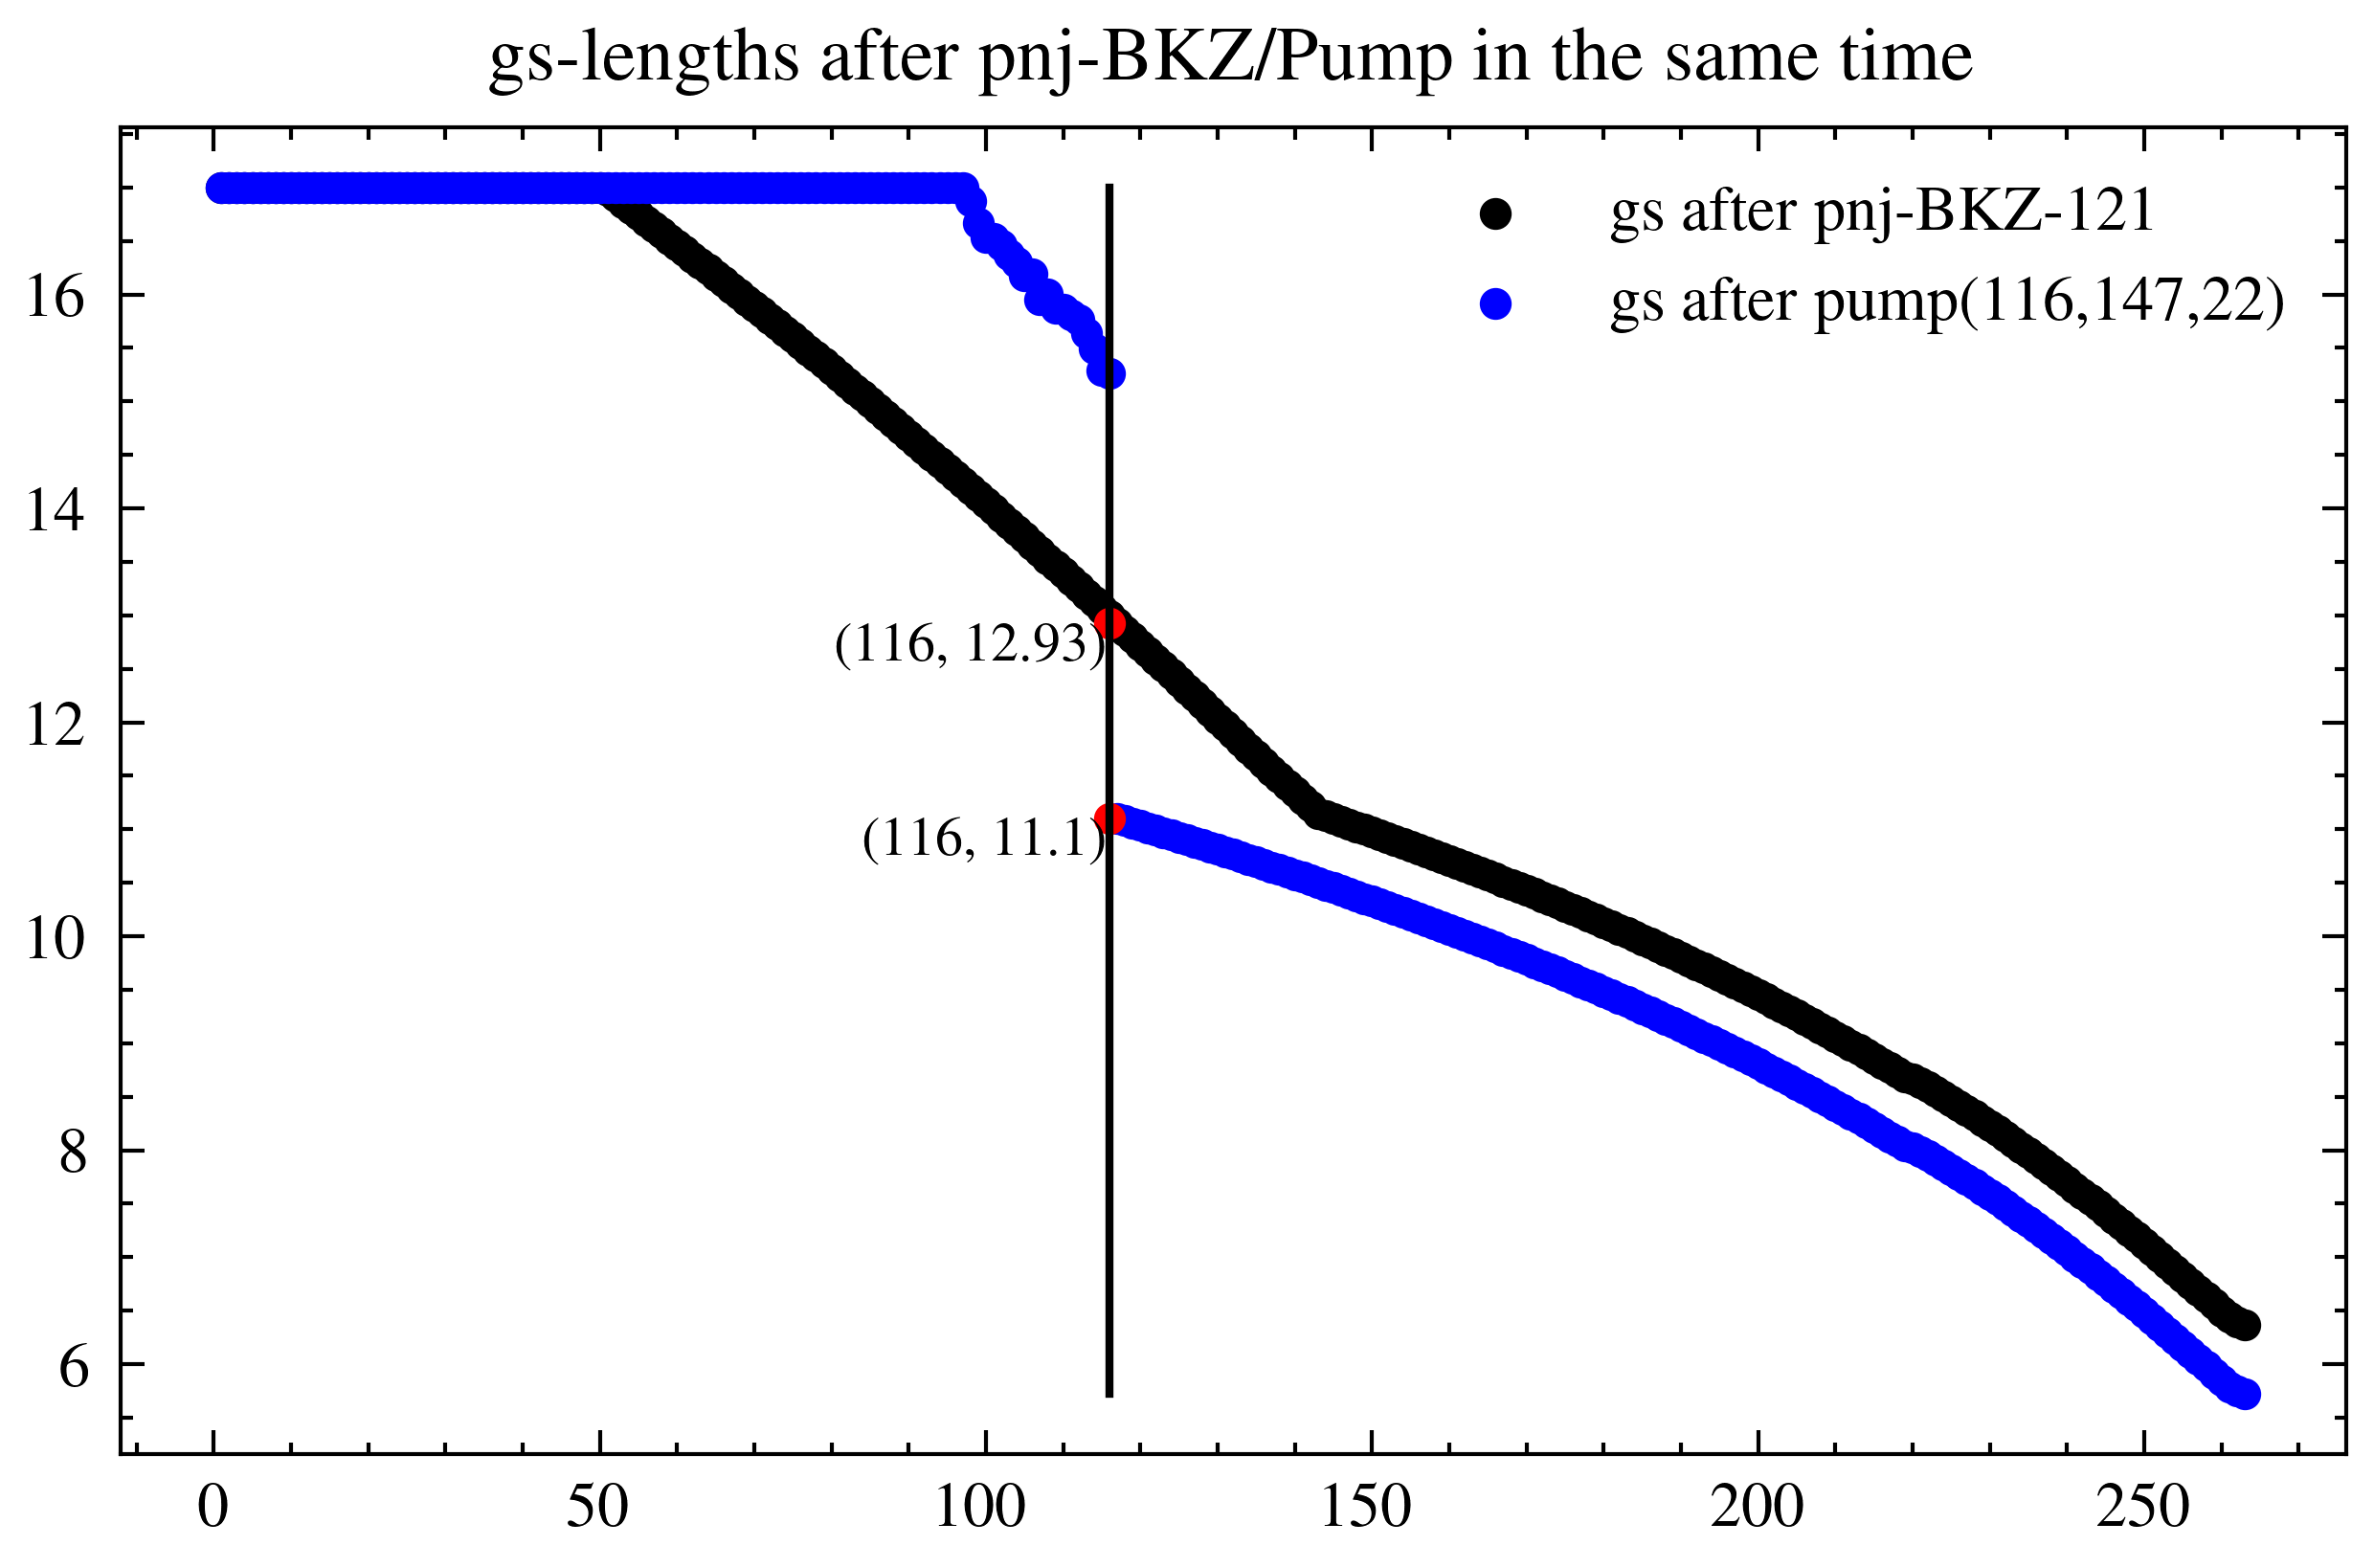 gs-lengths after pnj-BKZ/Pump in the same time
gs after pnj-BKZ-121
gs after pump(116,147,22)
16
14
(116, 12.93)
12
(116, 11.1)
10
8
6
0 50 100 150 200 250